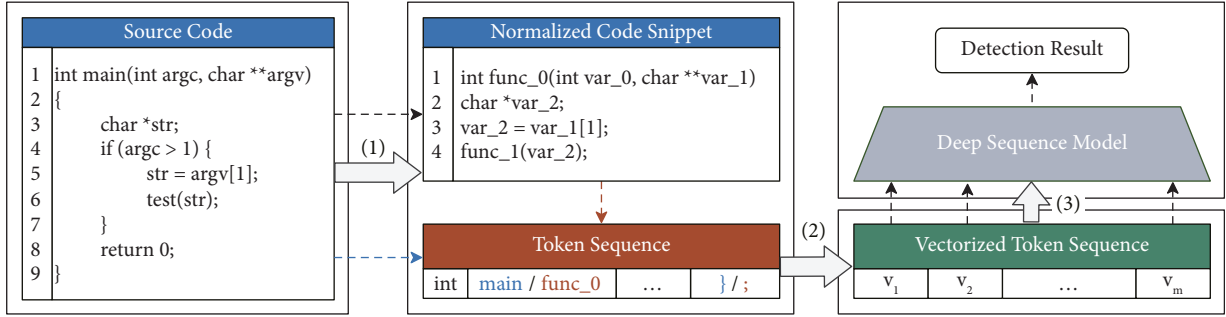 Source Code
1 int main(int argc, char **argv)
2 {
3 char *str;
4 if (argc > 1) {
5 str = argv[1];
6 test(str);
7 }
8 return 0;
9 }
(1)
Normalized Code Snippet
1 int func_0(int var_0, char **var_1)
2 char *var_2;
3 var_2 = var_1[1];
4 func_1(var_2);
Token Sequence
int main / func_0 ... } / ;
(2)
Detection Result
Deep Sequence Model
(3)
Vectorized Token Sequence
v1 v2 ... vm